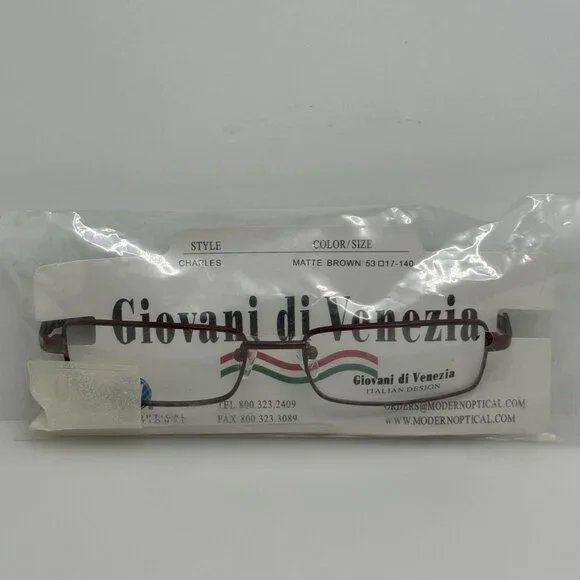 STYLE COLOR/SIZE
CHARLES MATTE BROWN 53□17-140
Giovani di Venezia
Giovani di Venezia
ITALIAN DESIGN
TEL 800.323.2409 ORDERS@MODERNOPTICAL.COM
FAX 800.323.3089 WWW.MODERNOPTICAL.COM